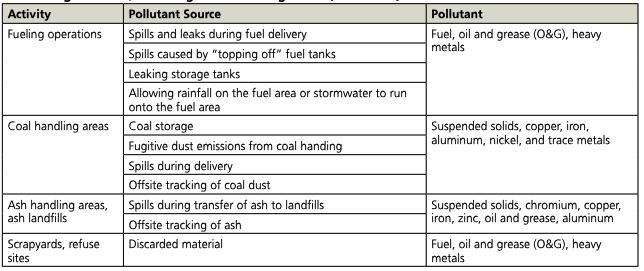 Activity
Pollutant Source
Pollutant
Fueling operations
Spills and leaks during fuel delivery
Fuel, oil and grease (O&G), heavy
metals
Spills caused by “topping off” fuel tanks
Leaking storage tanks
Allowing rainfall on the fuel area or stormwater to run
onto the fuel area
Coal handling areas
Coal storage
Suspended solids, copper, iron,
aluminum, nickel, and trace metals
Fugitive dust emissions from coal handing
Spills during delivery
Offsite tracking of coal dust
Ash handling areas,
ash landfills
Spills during transfer of ash to landfills
Suspended solids, chromium, copper,
iron, zinc, oil and grease, aluminum
Offsite tracking of ash
Scrapyards, refuse
sites
Discarded material
Fuel, oil and grease (O&G), heavy
metals